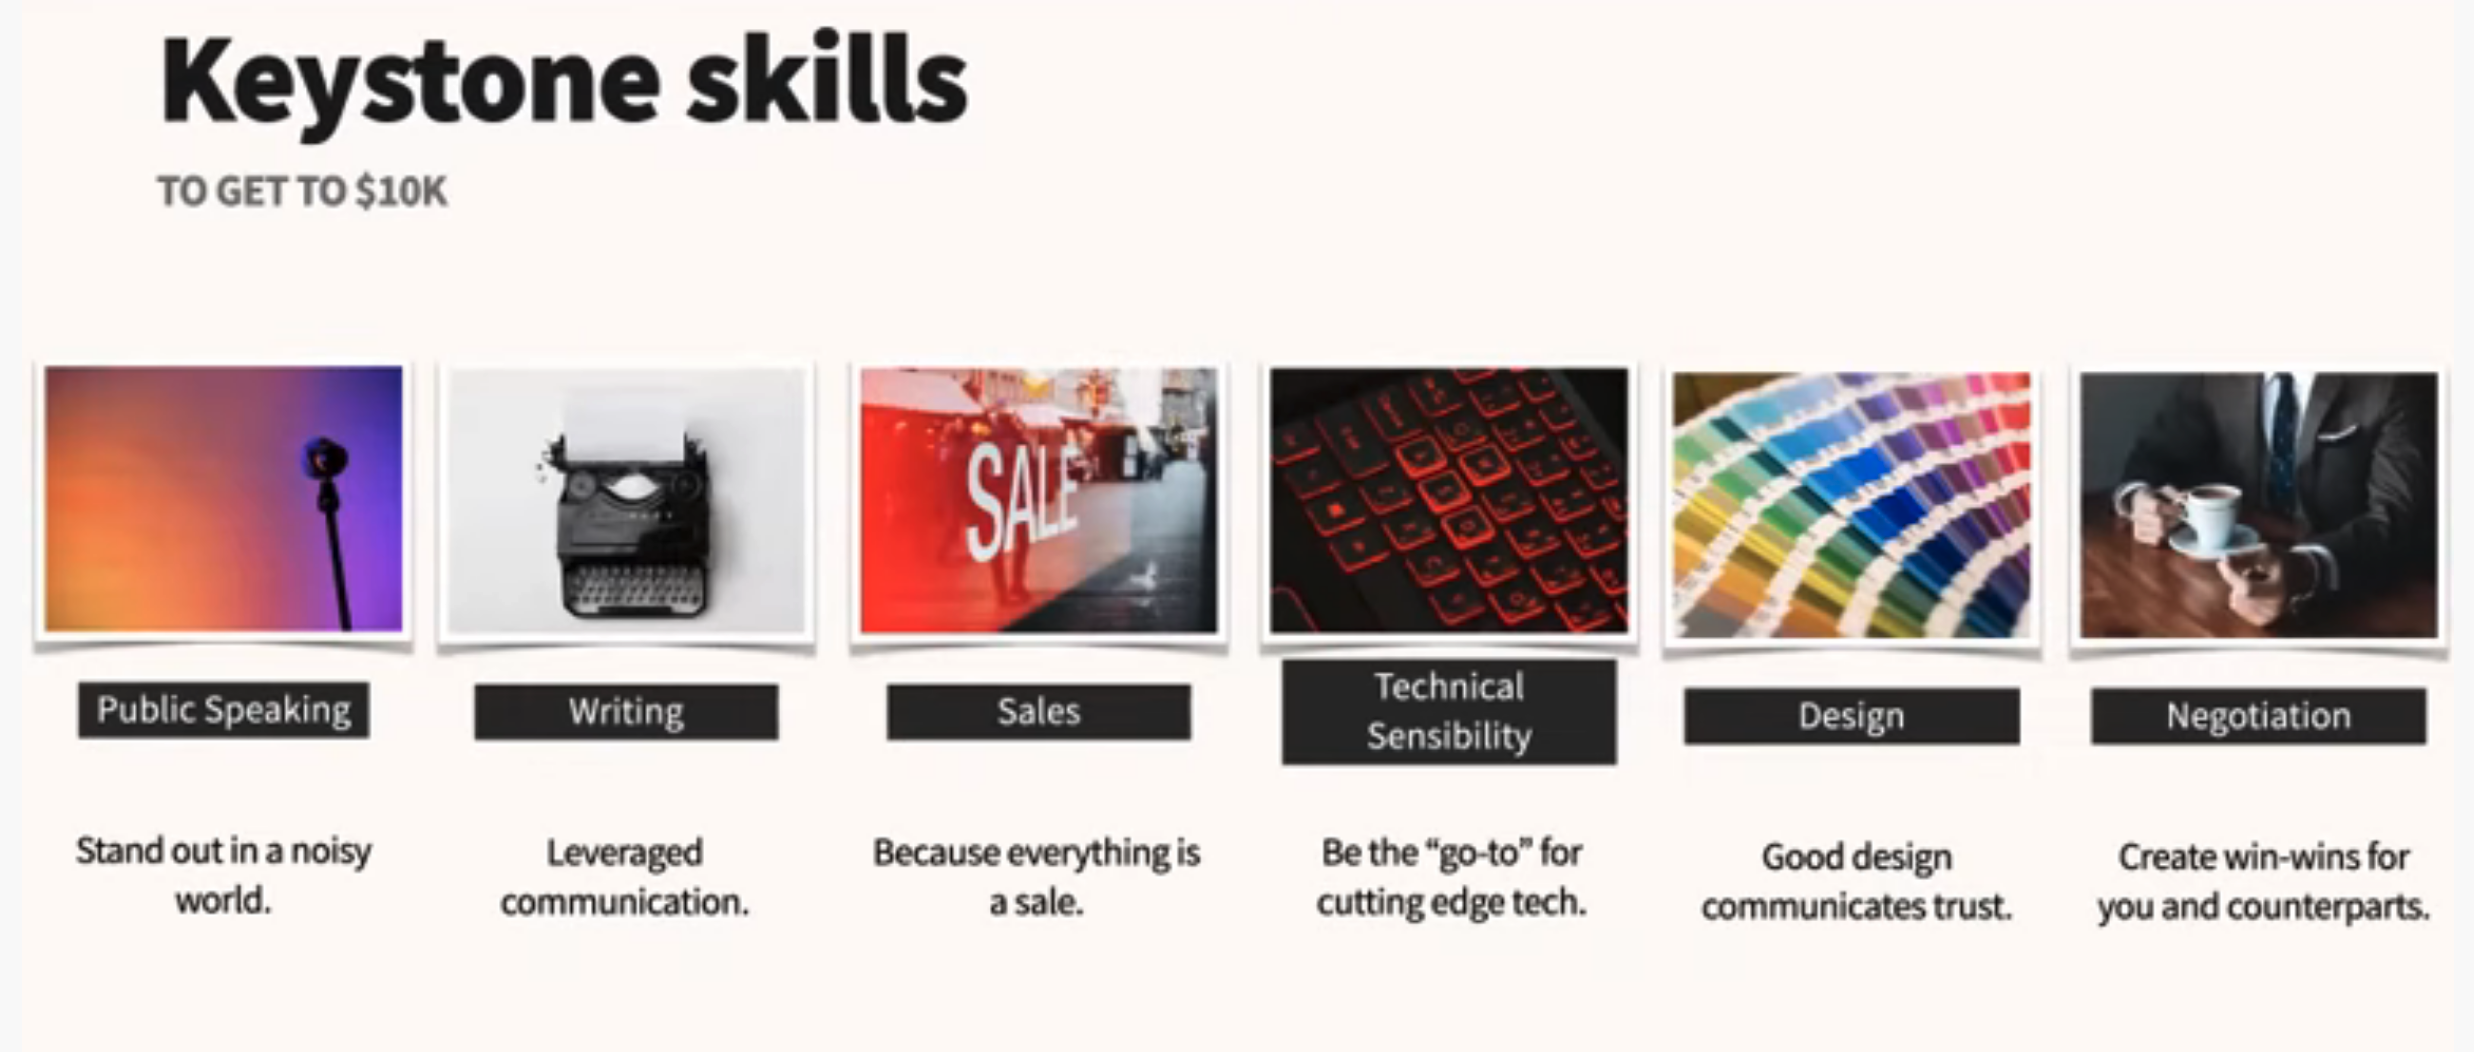 Keystone skills
TO GET TO $10K
SALE
Public Speaking
Writing
Sales
Technical
Sensibility
Design
Negotiation
Stand out in a noisy
world.
Leveraged
communication.
Because everything is
a sale.
Be the “go-to” for
cutting edge tech.
Good design
communicates trust.
Create win-wins for
you and counterparts.